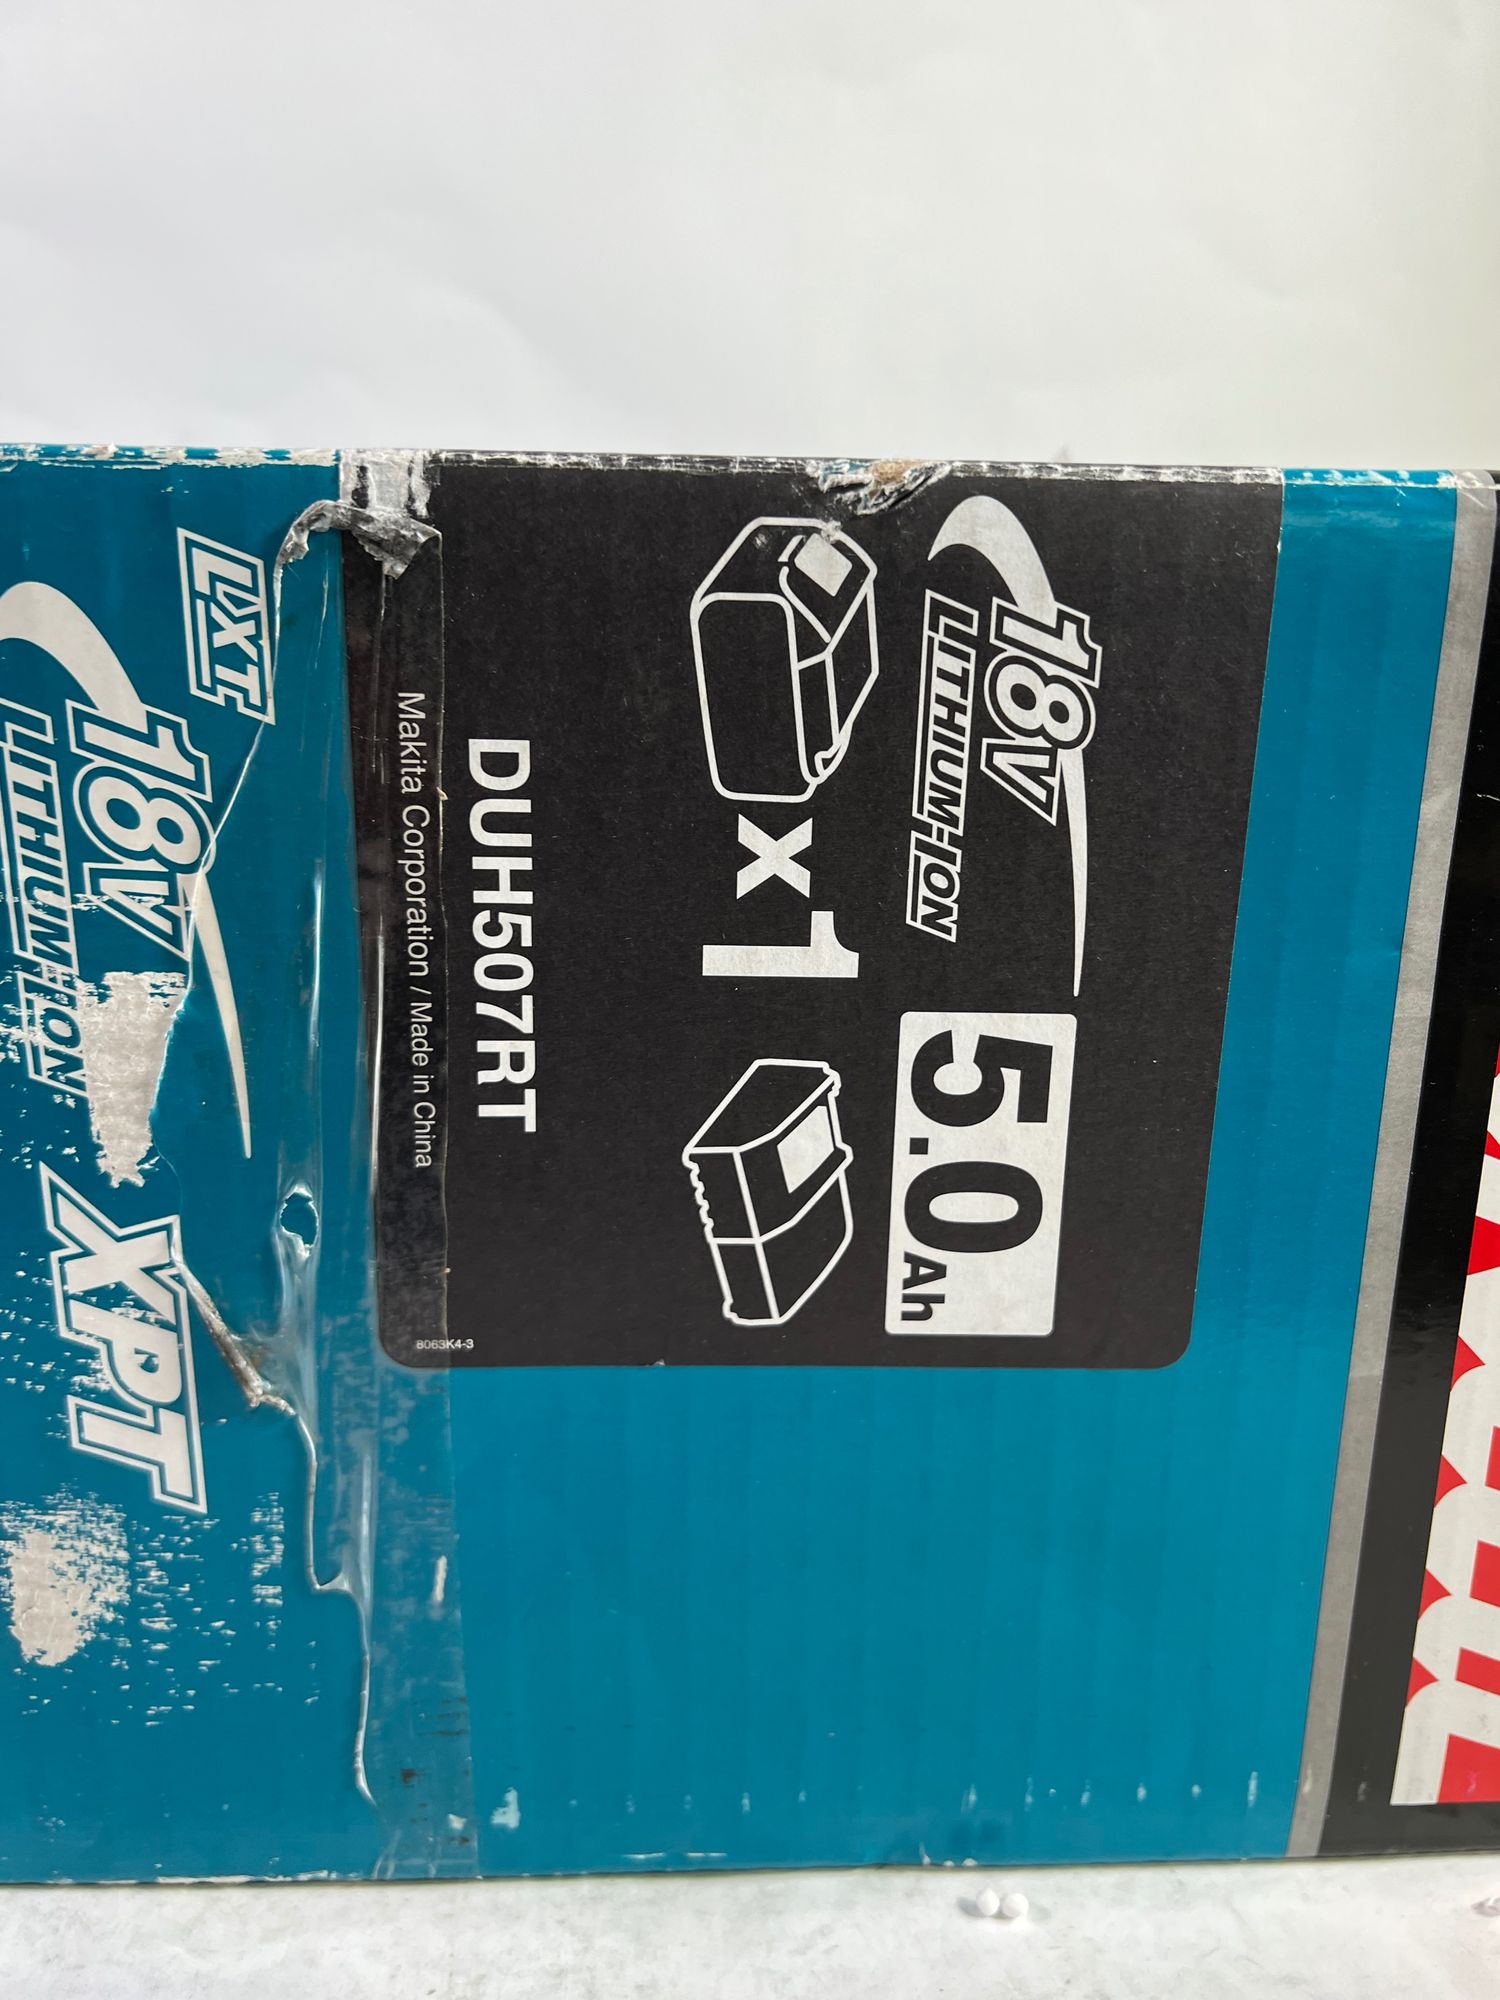 18V
LITHIUM-ION
5.0Ah
x1
DUH507RT
Makita Corporation / Made in China
8063K4-3
LXT
18V
LITHIUM-ION
XPT